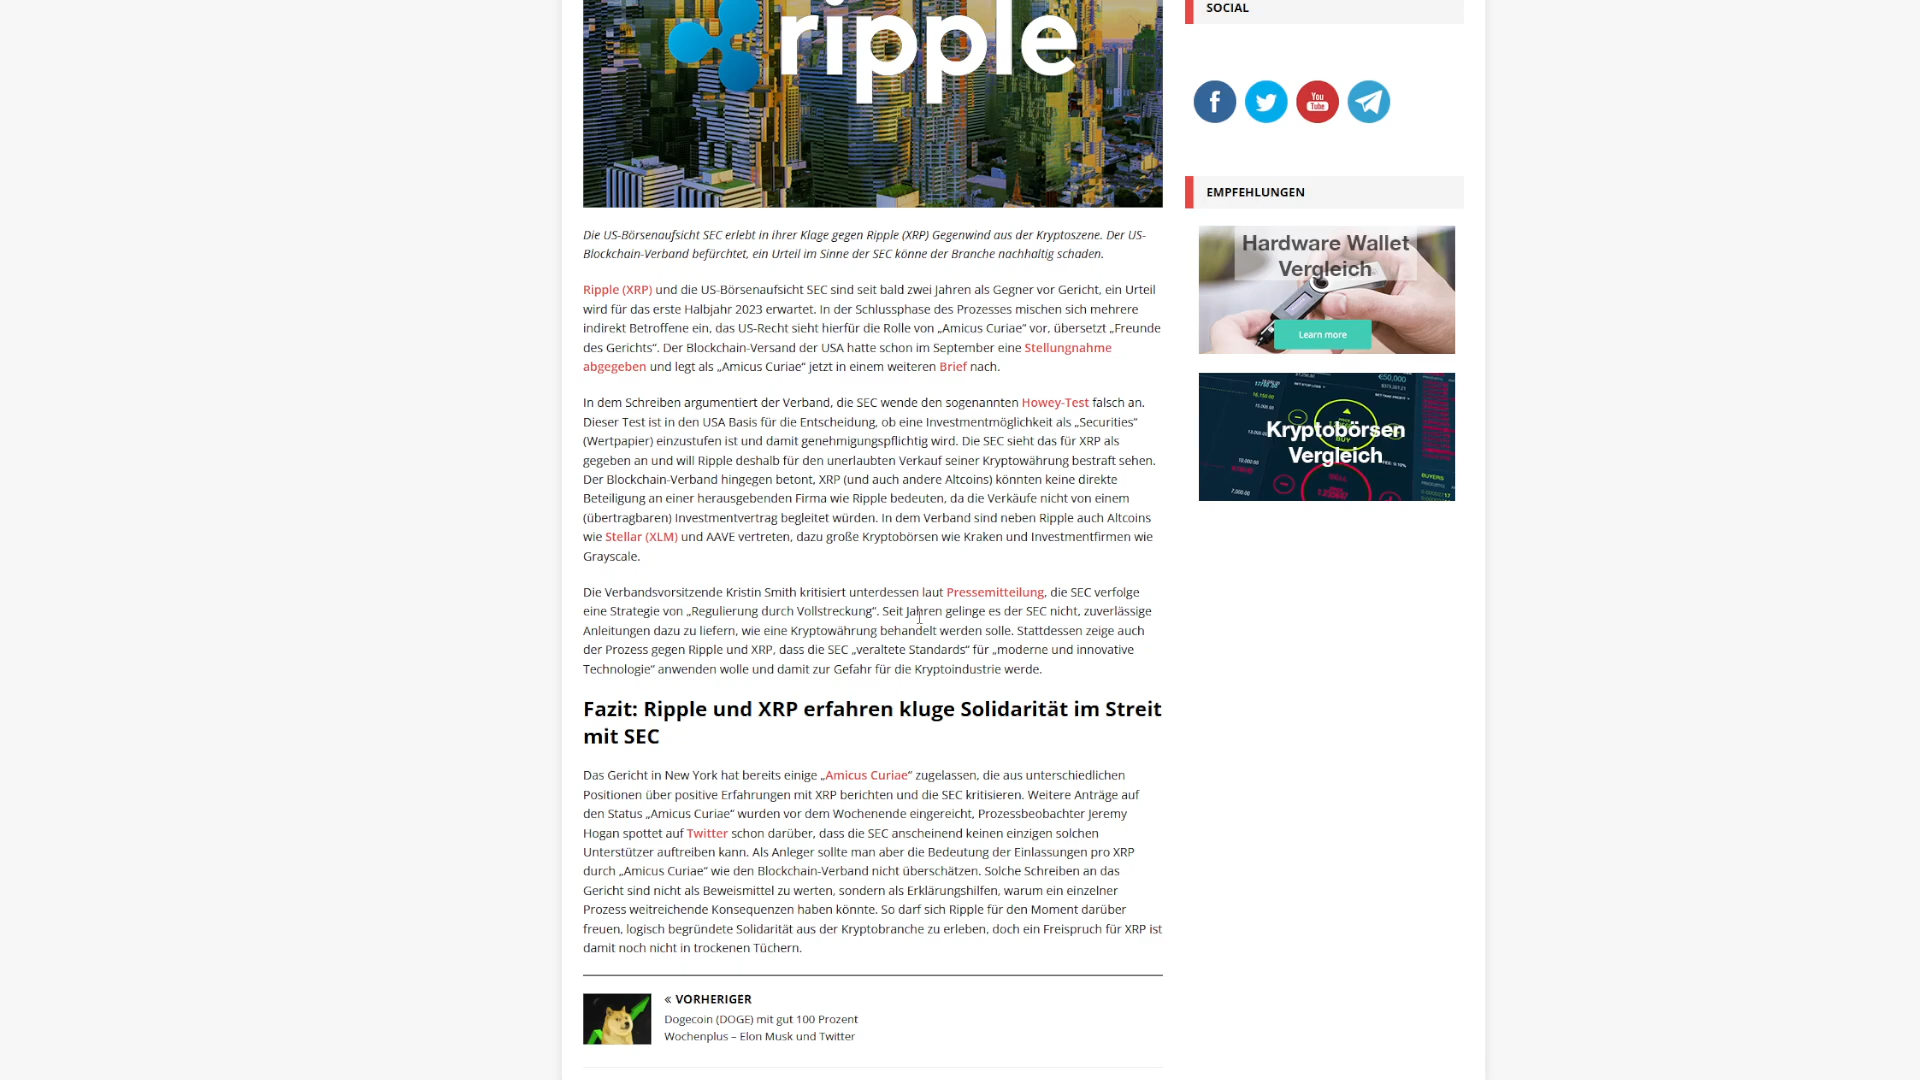 ripple
Die US-Börsenaufsicht SEC erlebt in ihrer Klage gegen Ripple (XRP) Gegenwind aus der Kryptoszene. Der US-
Blockchain-Verband befürchtet, ein Urteil im Sinne der SEC könne der Branche nachhaltig schaden.
Ripple (XRP) und die US-Börsenaufsicht SEC sind seit bald zwei Jahren als Gegner vor Gericht, ein Urteil
wird für das erste Halbjahr 2023 erwartet. In der Schlussphase des Prozesses mischen sich mehrere
indirekt Betroffene ein, das US-Recht sieht hierfür die Rolle von „Amicus Curiae“ vor, übersetzt „Freunde
des Gerichts“. Der Blockchain-Versand der USA hatte schon im September eine Stellungnahme
abgegeben und legt als „Amicus Curiae“ jetzt in einem weiteren Brief nach.
In dem Schreiben argumentiert der Verband, die SEC wende den sogenannten Howey-Test falsch an.
Dieser Test ist in den USA Basis für die Entscheidung, ob eine Investmentmöglichkeit als „Securities“
(Wertpapier) einzustufen ist und damit genehmigungspflichtig wird. Die SEC sieht das für XRP als
gegeben an und will Ripple deshalb für den unerlaubten Verkauf seiner Kryptowährung bestraft sehen.
Der Blockchain-Verband hingegen betont, XRP (und auch andere Altcoins) könnten keine direkte
Beteiligung an einer herausgebenden Firma wie Ripple bedeuten, da die Verkäufe nicht von einem
(übertragbaren) Investmentvertrag begleitet würden. In dem Verband sind neben Ripple auch Altcoins
wie Stellar (XLM) und AAVE vertreten, dazu große Kryptobörsen wie Kraken und Investmentfirmen wie
Grayscale.
Die Verbandsvorsitzende Kristin Smith kritisiert unterdessen laut Pressemitteilung, die SEC verfolge
eine Strategie von „Regulierung durch Vollstreckung“. Seit Jahren gelinge es der SEC nicht, zuverlässige
Anleitungen dazu zu liefern, wie eine Kryptowährung behandelt werden solle. Stattdessen zeige auch
der Prozess gegen Ripple und XRP, dass die SEC „veraltete Standards“ für „moderne und innovative
Technologie“ anwenden wolle und damit zur Gefahr für die Kryptoindustrie werde.
Fazit: Ripple und XRP erfahren kluge Solidarität im Streit
mit SEC
Das Gericht in New York hat bereits einige „Amicus Curiae“ zugelassen, die aus unterschiedlichen
Positionen über positive Erfahrungen mit XRP berichten und die SEC kritisieren. Weitere Anträge auf
den Status „Amicus Curiae“ wurden vor dem Wochenende eingereicht, Prozessbeobachter Jeremy
Hogan spottet auf Twitter schon darüber, dass die SEC anscheinend keinen einzigen solchen
Unterstützer auftreiben kann. Als Anleger sollte man aber die Bedeutung der Einlassungen pro XRP
durch „Amicus Curiae“ wie den Blockchain-Verband nicht überschätzen. Solche Schreiben an das
Gericht sind nicht als Beweismittel zu werten, sondern als Erklärungshilfen, warum ein einzelner
Prozess weitreichende Konsequenzen haben könnte. So darf sich Ripple für den Moment darüber
freuen, logisch begründete Solidarität aus der Kryptobranche zu erleben, doch ein Freispruch für XRP ist
damit noch nicht in trockenen Tüchern.
« VORHERIGER
Dogecoin (DOGE) mit gut 100 Prozent
Wochenplus – Elon Musk und Twitter
SOCIAL
You
Tube
EMPFEHLUNGEN
Hardware Wallet
Vergleich
Learn more
Kryptobörsen
Vergleich
BUY
BUYERS